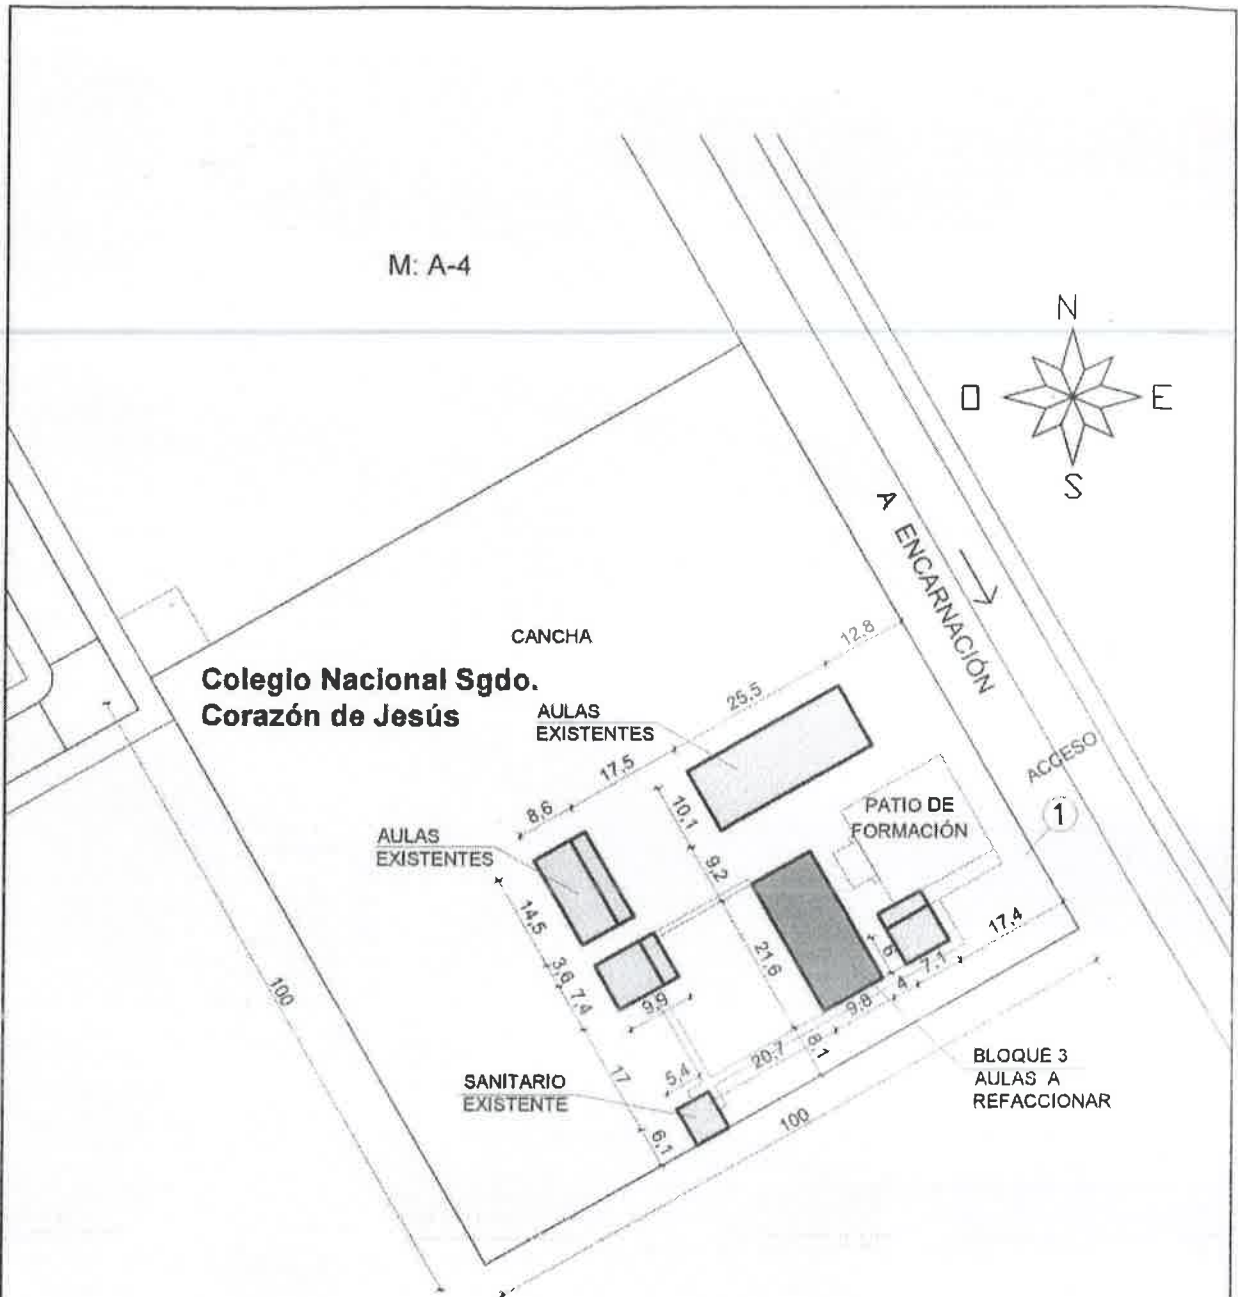 M: A-4
N
O
E
S
A ENCARNACIÓN
CANCHA
12,8
Colegio Nacional Sgdo.
Corazón de Jesús
25,5
AULAS
EXISTENTES
17,5
ACCESO
1
8,6
10,1
PATIO DE
FORMACIÓN
AULAS
EXISTENTES
9,2
14,5
17,4
3,6
21,6
6
7,1
7,4
9,9
4
9,8
100
20,7
8,1
17
5,4
BLOQUE 3
AULAS A
REFACCIONAR
SANITARIO
EXISTENTE
6,1
100